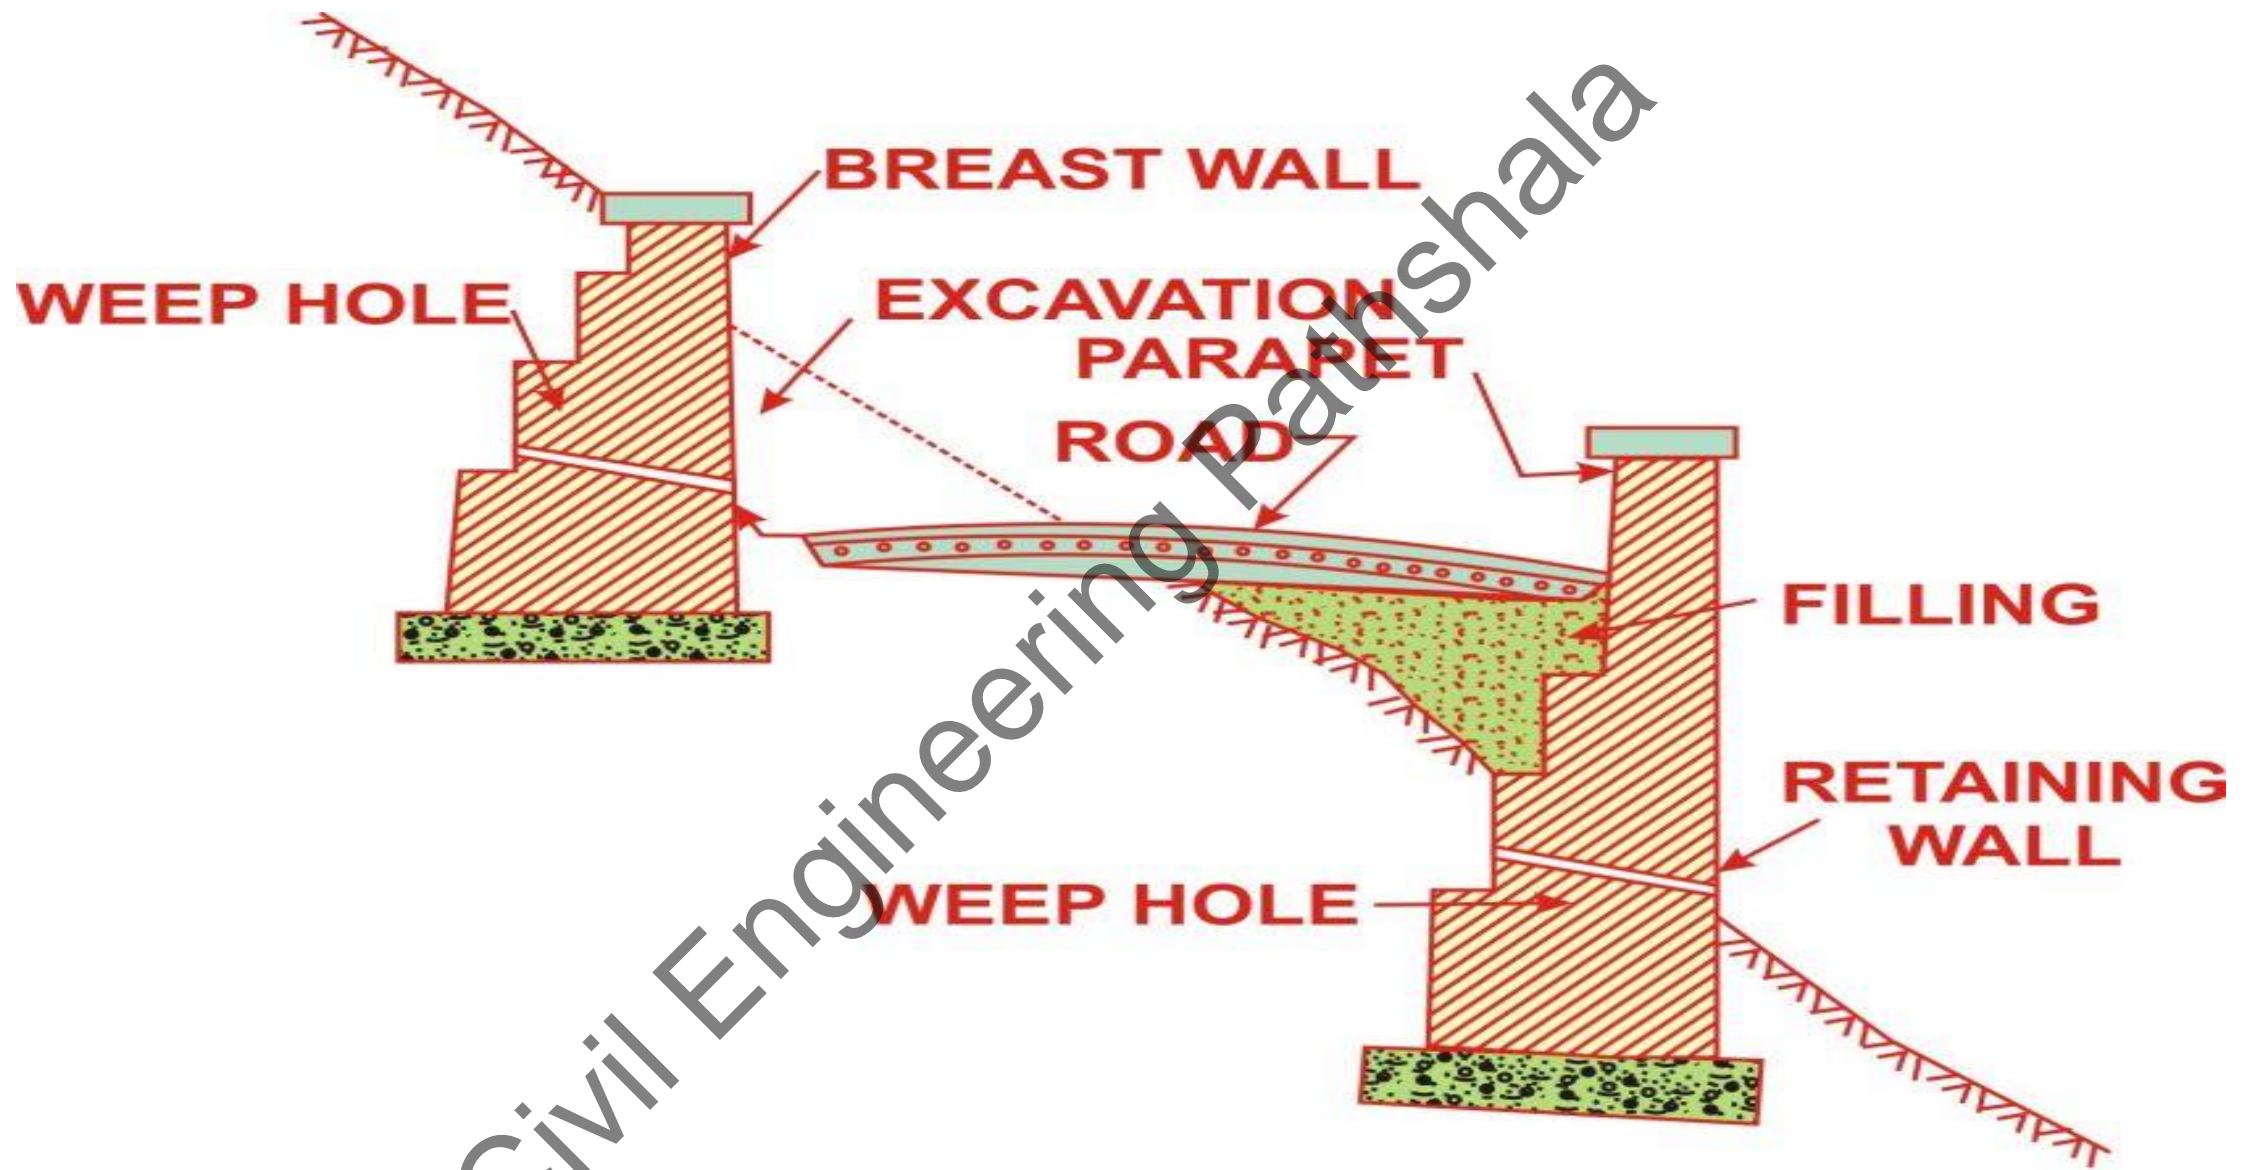 BREAST WALL
WEEP HOLE
EXCAVATION
PARAPET
ROAD
FILLING
RETAINING
WALL
WEEP HOLE
Civil Engineering Pathshala